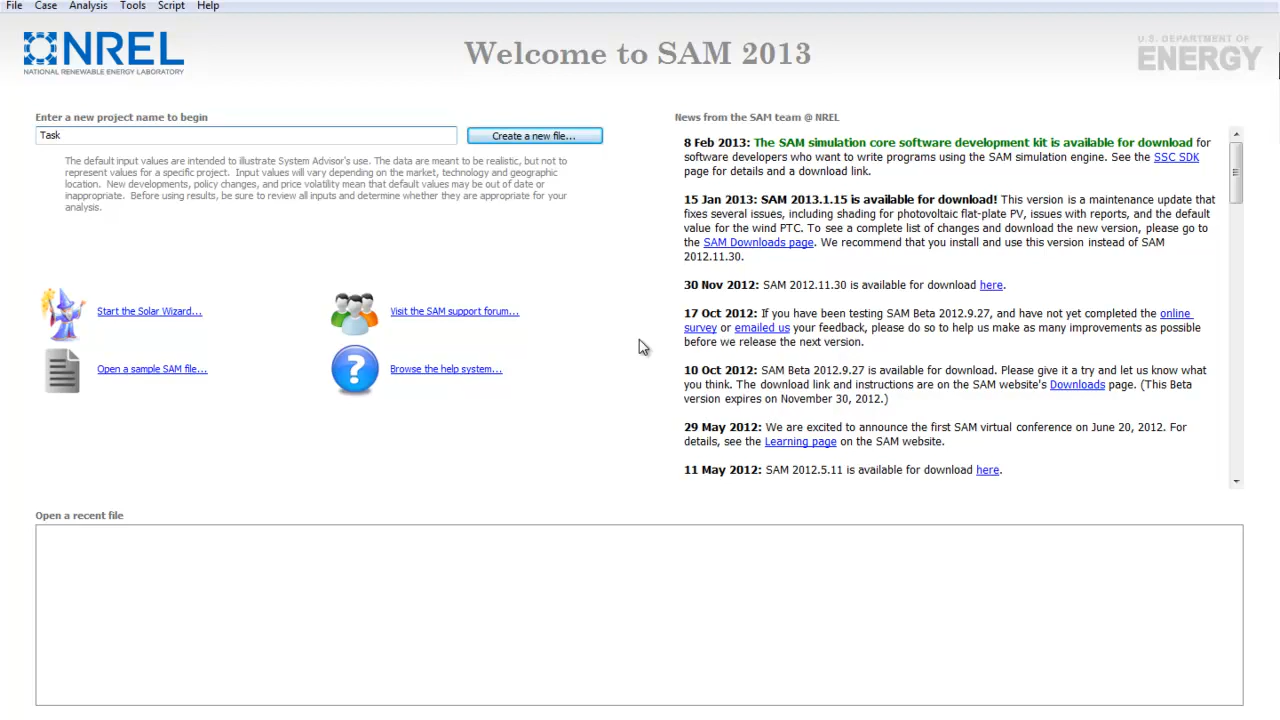 File Case Analysis Tools Script Help
NREL
NATIONAL RENEWABLE ENERGY LABORATORY
Welcome to SAM 2013
U.S. DEPARTMENT OF
ENERGY
Enter a new project name to begin
Task
Create a new file...
The default input values are intended to illustrate System Advisor's use. The data are meant to be realistic, but not to
represent values for a specific project. Input values will vary depending on the market, technology and geographic
location. New developments, policy changes, and price volatility mean that default values may be out of date or
inappropriate. Before using results, be sure to review all inputs and determine whether they are appropriate for your
analysis.
Start the Solar Wizard...
Visit the SAM support forum...
Open a sample SAM file...
Browse the help system...
News from the SAM team @ NREL
8 Feb 2013: The SAM simulation core software development kit is available for download for
software developers who want to write programs using the SAM simulation engine. See the SSC SDK
page for details and a download link.
15 Jan 2013: SAM 2013.1.15 is available for download! This version is a maintenance update that
fixes several issues, including shading for photovoltaic flat-plate PV, issues with reports, and the default
value for the wind PTC. To see a complete list of changes and download the new version, please go to
the SAM Downloads page. We recommend that you install and use this version instead of SAM
2012.11.30.
30 Nov 2012: SAM 2012.11.30 is available for download here.
17 Oct 2012: If you have been testing SAM Beta 2012.9.27, and have not yet completed the online
survey or emailed us your feedback, please do so to help us make as many improvements as possible
before we release the next version.
10 Oct 2012: SAM Beta 2012.9.27 is available for download. Please give it a try and let us know what
you think. The download link and instructions are on the SAM website's Downloads page. (This Beta
version expires on November 30, 2012.)
29 May 2012: We are excited to announce the first SAM virtual conference on June 20, 2012. For
details, see the Learning page on the SAM website.
11 May 2012: SAM 2012.5.11 is available for download here.
Open a recent file